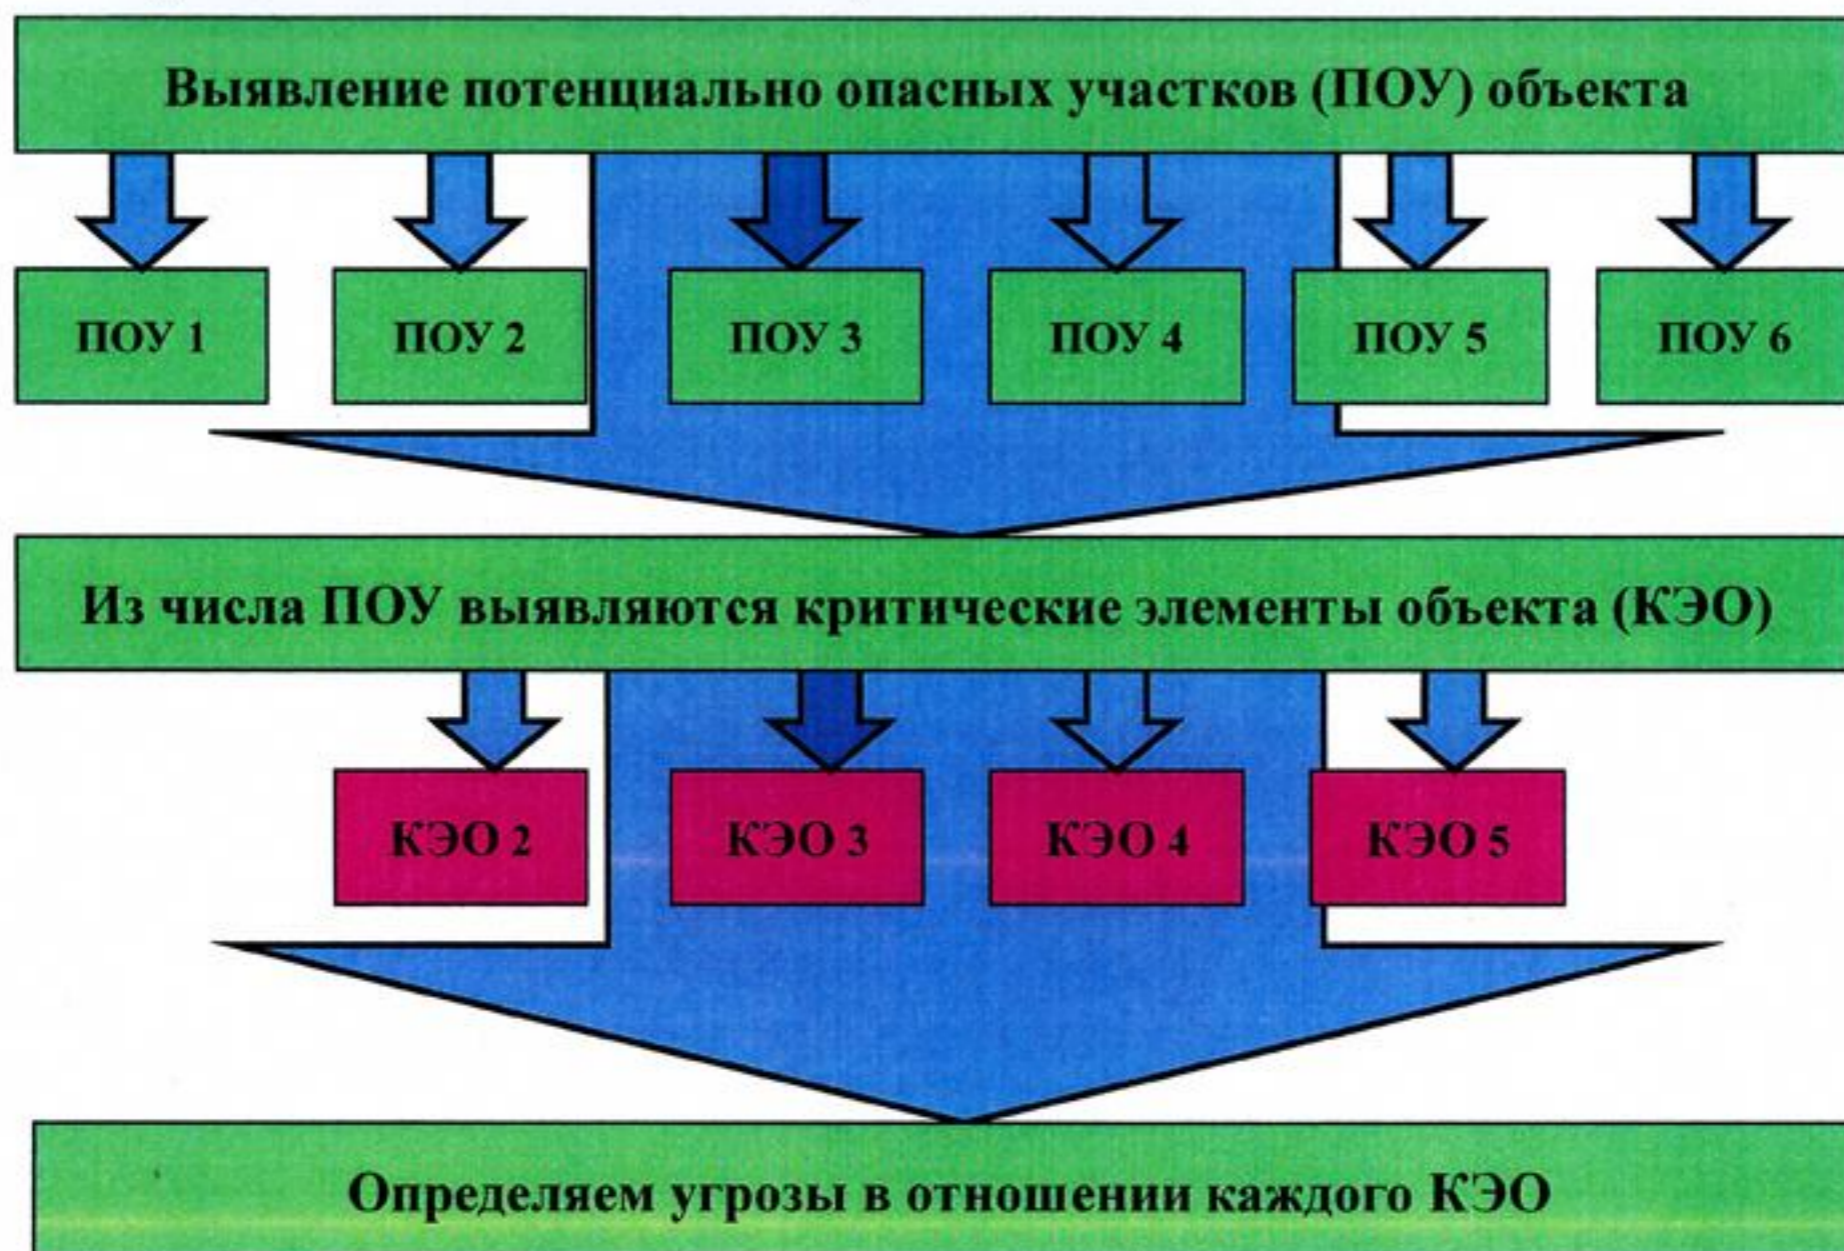 Выявление потенциально опасных участков (ПОУ) объекта
ПОУ 1
ПОУ 2
ПОУ 3
ПОУ 4
ПОУ 5
ПОУ 6
Из числа ПОУ выявляются критические элементы объекта (КЭО)
КЭО 2
КЭО 3
КЭО 4
КЭО 5
Определяем угрозы в отношении каждого КЭО